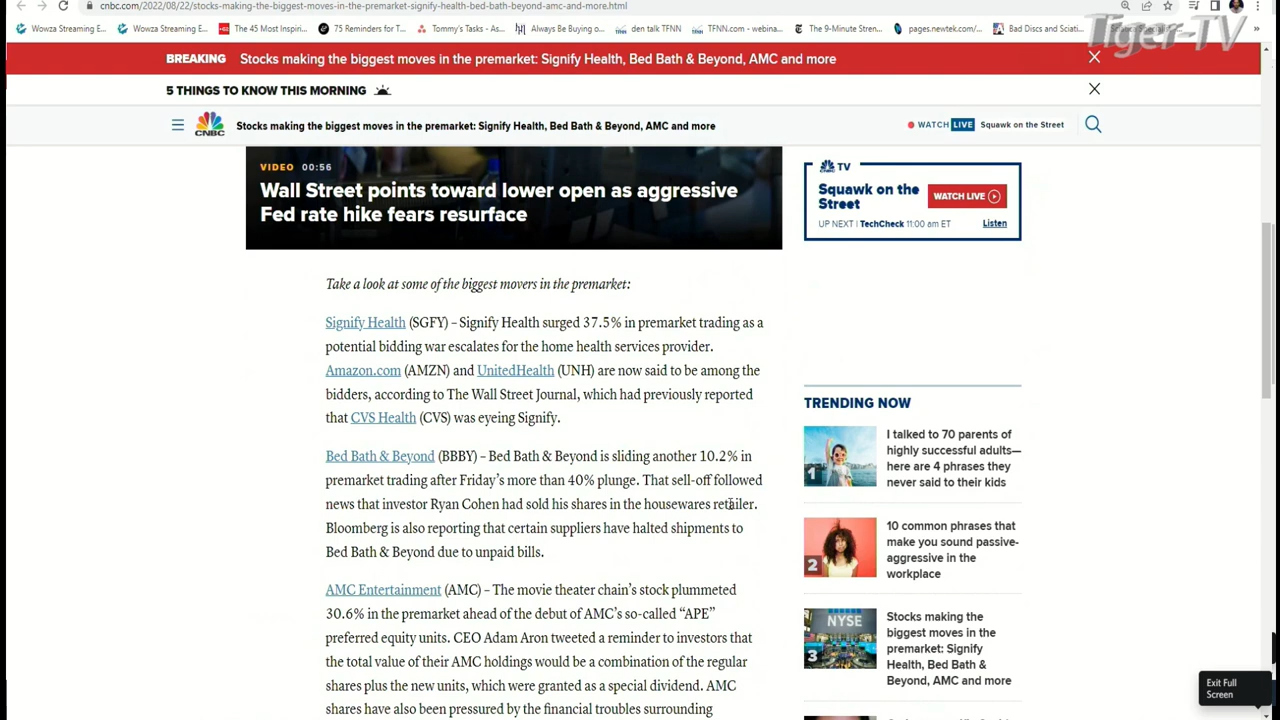 cnbc.com/2022/08/22/stocks-making-the-biggest-moves-in-the-premarket-signify-health-bed-bath-beyond-amc-and-more.html
Wowza Streaming E... Wowza Streaming E... The 45 Most Inspiri... 75 Reminders for T... Tommy's Tasks - As... Always Be Buying o... den talk TFNN TFNN.com - webina... The 9-Minute Stren... pages.newtek.com/... Bad Discs and Sciati...
Tiger-TV
BREAKING Stocks making the biggest moves in the premarket: Signify Health, Bed Bath & Beyond, AMC and more
5 THINGS TO KNOW THIS MORNING
CNBC Stocks making the biggest moves in the premarket: Signify Health, Bed Bath & Beyond, AMC and more WATCH LIVE Squawk on the Street
VIDEO 00:56
Wall Street points toward lower open as aggressive
Fed rate hike fears resurface
Take a look at some of the biggest movers in the premarket:
Signify Health (SGFY) – Signify Health surged 37.5% in premarket trading as a
potential bidding war escalates for the home health services provider.
Amazon.com (AMZN) and UnitedHealth (UNH) are now said to be among the
bidders, according to The Wall Street Journal, which had previously reported
that CVS Health (CVS) was eyeing Signify.
Bed Bath & Beyond (BBBY) – Bed Bath & Beyond is sliding another 10.2% in
premarket trading after Friday's more than 40% plunge. That sell-off followed
news that investor Ryan Cohen had sold his shares in the housewares retailer.
Bloomberg is also reporting that certain suppliers have halted shipments to
Bed Bath & Beyond due to unpaid bills.
AMC Entertainment (AMC) – The movie theater chain's stock plummeted
30.6% in the premarket ahead of the debut of AMC's so-called “APE”
preferred equity units. CEO Adam Aron tweeted a reminder to investors that
the total value of their AMC holdings would be a combination of the regular
shares plus the new units, which were granted as a special dividend. AMC
shares have also been pressured by the financial troubles surrounding
TV
Squawk on the
Street
WATCH LIVE
UP NEXT | TechCheck 11:00 am ET Listen
TRENDING NOW
1
I talked to 70 parents of
highly successful adults—
here are 4 phrases they
never said to their kids
2
10 common phrases that
make you sound passive-
aggressive in the
workplace
NYSE
3
Stocks making the
biggest moves in the
premarket: Signify
Health, Bed Bath &
Beyond, AMC and more
Exit Full
Screen